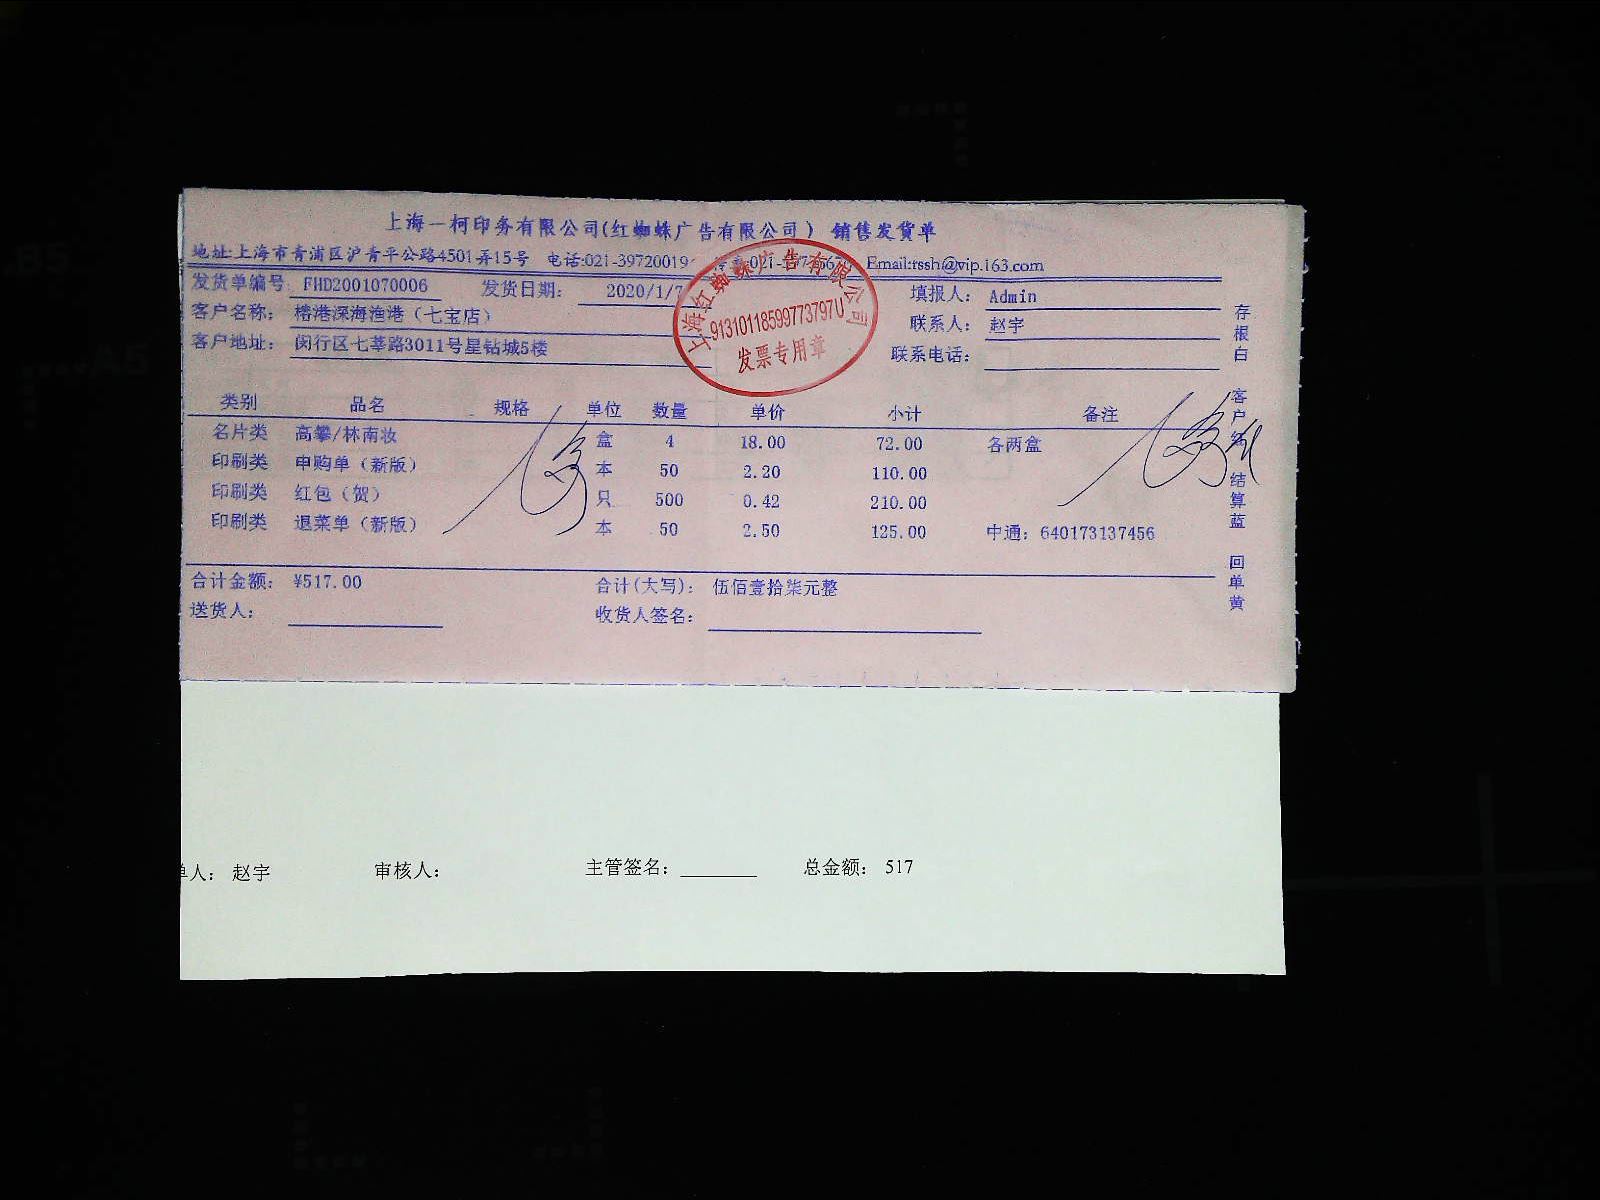 上海一柯印务有限公司(红蜘蛛广告有限公司) 销售发货单
地址:上海市青浦区沪青平公路4501弄15号 电话:021-39720019 Email:rssh@vip.163.com
发货单编号: FHD2001070006 发货日期: 2020/1/7 填报人: Admin
客户名称: 榕港深海渔港(七宝店) 联系人: 赵宇
客户地址: 闵行区七莘路3011号星钻城5楼 联系电话:
上海红蜘蛛广告有限公司
91310118599773797U
发票专用章
类别 品名 规格 单位 数量 单价 小计 备注
名片类 高攀/林南妆 盒 4 18.00 72.00 各两盒
印刷类 申购单(新版) 本 50 2.20 110.00
印刷类 红包(贺) 只 500 0.42 210.00
印刷类 退菜单(新版) 本 50 2.50 125.00 中通: 640173137456
合计金额: ¥517.00 合计(大写): 伍佰壹拾柒元整
送货人: 收货人签名:
存根白 客户 结算蓝 回单黄
单人: 赵宇 审核人: 主管签名: 总金额: 517